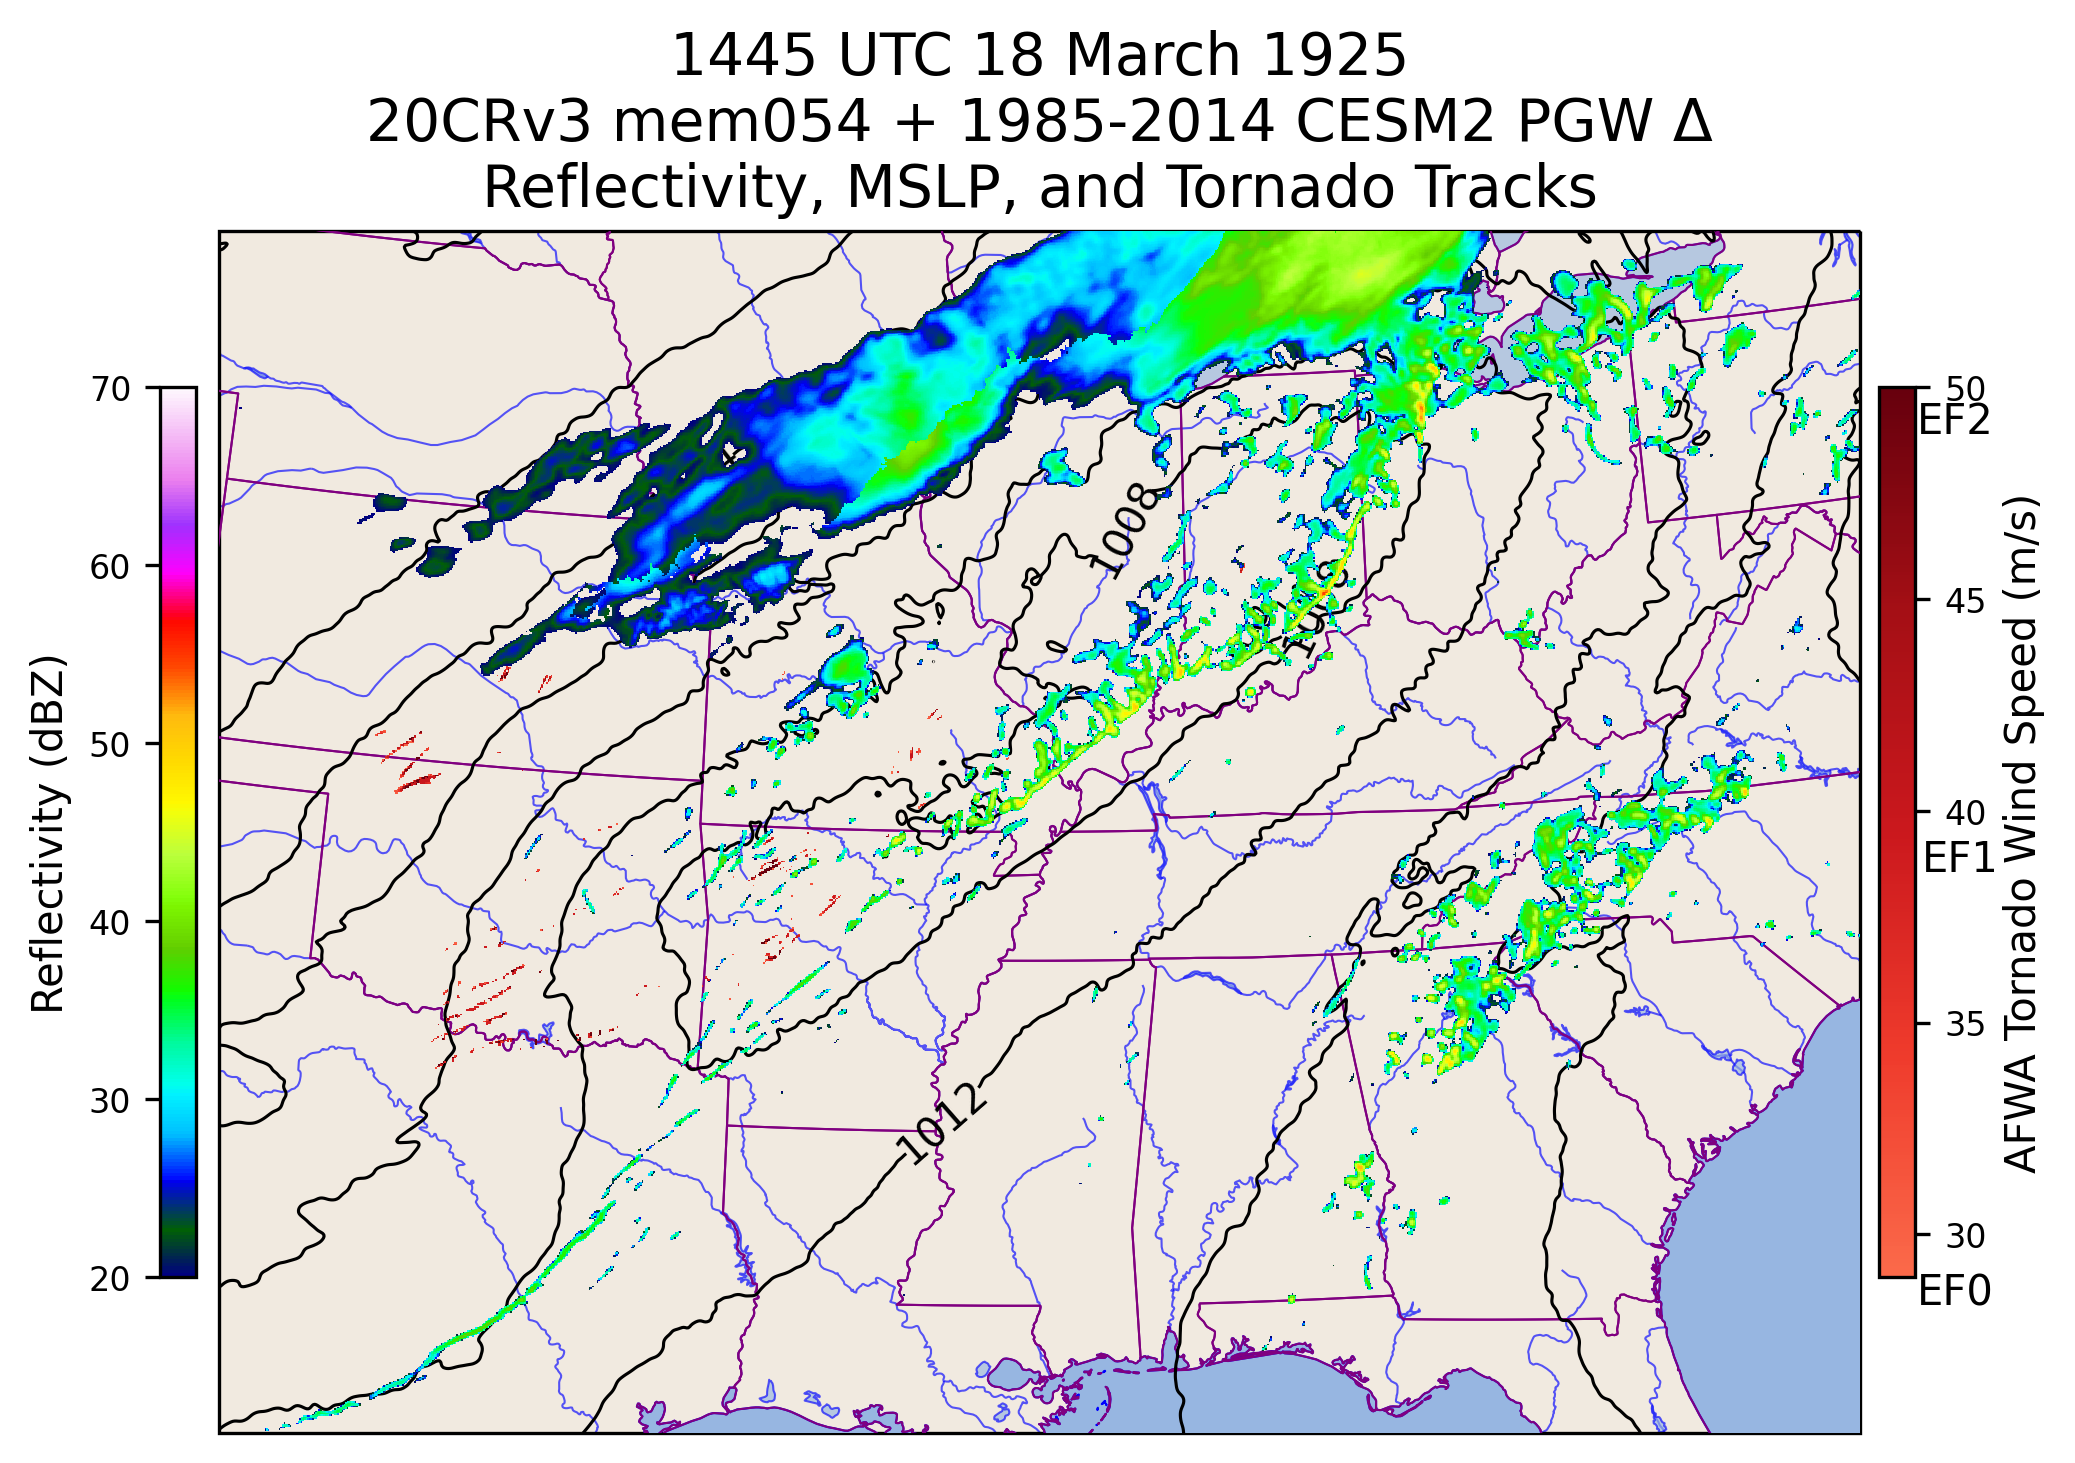 1445 UTC 18 March 1925
20CRv3 mem054 + 1985-2014 CESM2 PGW Δ
Reflectivity, MSLP, and Tornado Tracks
Reflectivity (dBZ)
70
60
50
40
30
20
1008
1012
50
EF2
45
40
EF1
35
30
EF0
AFWA Tornado Wind Speed (m/s)